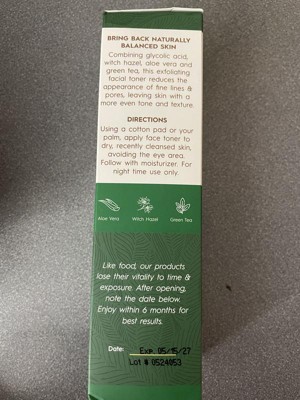 BRING BACK NATURALLY
BALANCED SKIN
Combining glycolic acid,
witch hazel, aloe vera and
green tea, this exfoliating
facial toner reduces the
appearance of fine lines &
pores, leaving skin with a
more even tone and texture.
DIRECTIONS
Using a cotton pad or your
palm, apply face toner to
dry, recently cleansed skin,
avoiding the eye area.
Follow with moisturizer. For
night time use only.
Aloe Vera Witch Hazel Green Tea
Like food, our products
lose their vitality to time &
exposure. After opening,
note the date below.
Enjoy within 6 months for
best results.
Date: Exp. 05/15/27
Lot # 0524053